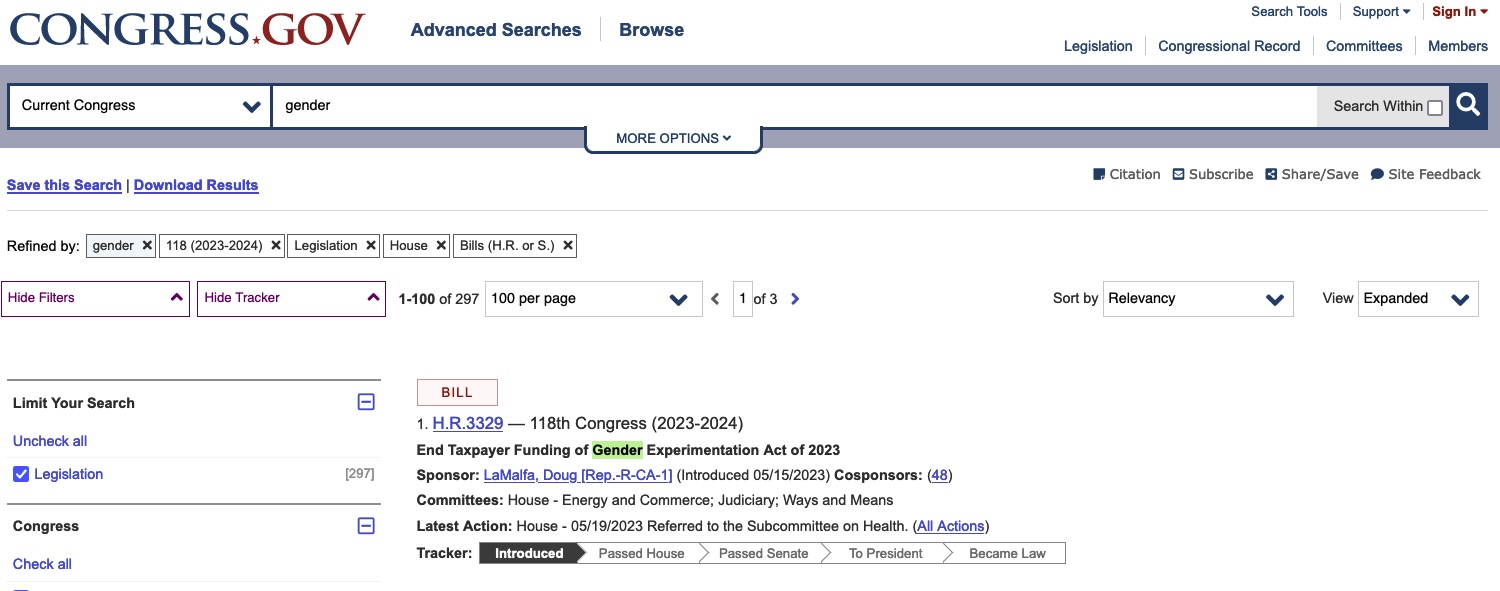 CONGRESS.GOV
Advanced Searches
Browse
Search Tools
Support
Sign In
Legislation
Congressional Record
Committees
Members
Current Congress
gender
Search Within
MORE OPTIONS
Save this Search | Download Results
Citation
Subscribe
Share/Save
Site Feedback
Refined by:
gender
118 (2023-2024)
Legislation
House
Bills (H.R. or S.)
Hide Filters
Hide Tracker
1-100 of 297
100 per page
1 of 3
Sort by
Relevancy
View
Expanded
Limit Your Search
Uncheck all
Legislation [297]
Congress
Check all
BILL
1. H.R.3329 — 118th Congress (2023-2024)
End Taxpayer Funding of Gender Experimentation Act of 2023
Sponsor: LaMalfa, Doug [Rep.-R-CA-1] (Introduced 05/15/2023) Cosponsors: (48)
Committees: House - Energy and Commerce; Judiciary; Ways and Means
Latest Action: House - 05/19/2023 Referred to the Subcommittee on Health. (All Actions)
Tracker: Introduced Passed House Passed Senate To President Became Law